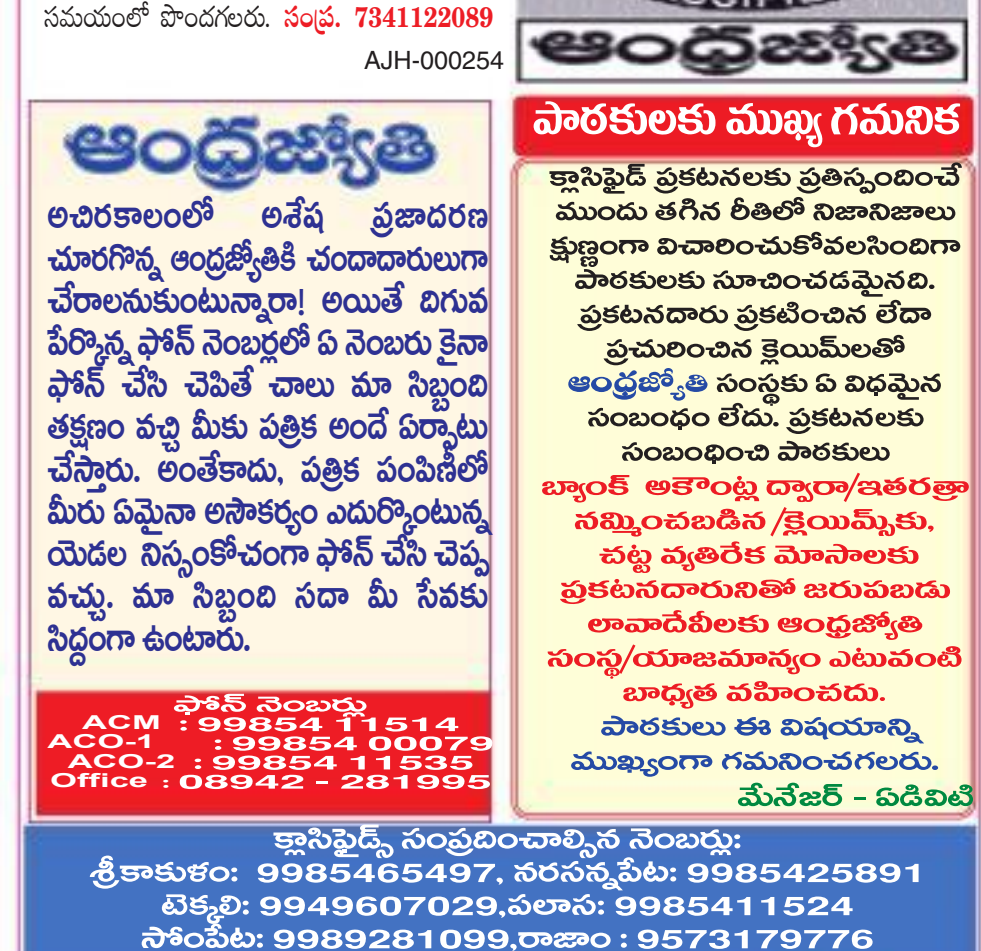 సమయంలో పొందగలరు. సంప్ర. 7341122089
AJH-000254
ఆంధ్రజ్యోతి
అచిరకాలంలో అశేష ప్రజాదరణ
చూరగొన్న ఆంధ్రజ్యోతికి చందాదారులుగా
చేరాలనుకుంటున్నారా! అయితే దిగువ
పేర్కొన్న ఫోన్ నెంబర్లలో ఏ నెంబరు కైనా
ఫోన్ చేసి చెపితే చాలు మా సిబ్బంది
తక్షణం వచ్చి మీకు పత్రిక అందే ఏర్పాటు
చేస్తారు. అంతేకాదు, పత్రిక పంపిణీలో
మీరు ఏమైనా అసౌకర్యం ఎదుర్కొంటున్న
యెడల నిస్సంకోచంగా ఫోన్ చేసి చెప్ప
వచ్చు. మా సిబ్బంది సదా మీ సేవకు
సిద్దంగా ఉంటారు.
ఫోన్ నెంబర్లు
ACM : 99854 11514
ACO-1 : 99854 00079
ACO-2 : 99854 11535
Office : 08942 - 281995
ఆంధ్రజ్యోతి
పాఠకులకు ముఖ్య గమనిక
క్లాసిఫైడ్ ప్రకటనలకు ప్రతిస్పందించే
ముందు తగిన రీతిలో నిజానిజాలు
క్షుణ్ణంగా విచారించుకోవలసిందిగా
పాఠకులకు సూచించడమైనది.
ప్రకటనదారు ప్రకటించిన లేదా
ప్రచురించిన క్లెయిమ్‌లతో
ఆంధ్రజ్యోతి సంస్థకు ఏ విధమైన
సంబంధం లేదు. ప్రకటనలకు
సంబంధించి పాఠకులు
బ్యాంక్ అకౌంట్ల ద్వారా/ఇతరత్రా
నమ్మించబడిన /క్లెయిమ్స్‌కు,
చట్ట వ్యతిరేక మోసాలకు
ప్రకటనదారునితో జరుపబడు
లావాదేవీలకు ఆంధ్రజ్యోతి
సంస్థ/యాజమాన్యం ఎటువంటి
బాధ్యత వహించదు.
పాఠకులు ఈ విషయాన్ని
ముఖ్యంగా గమనించగలరు.
మేనేజర్ - ఏడివిటి
క్లాసిఫైడ్స్ సంప్రదించాల్సిన నెంబర్లు:
శ్రీకాకుళం: 9985465497, నరసన్నపేట: 9985425891
టెక్కలి: 9949607029,పలాస: 9985411524
సోంపేట: 9989281099,రాజాం : 9573179776